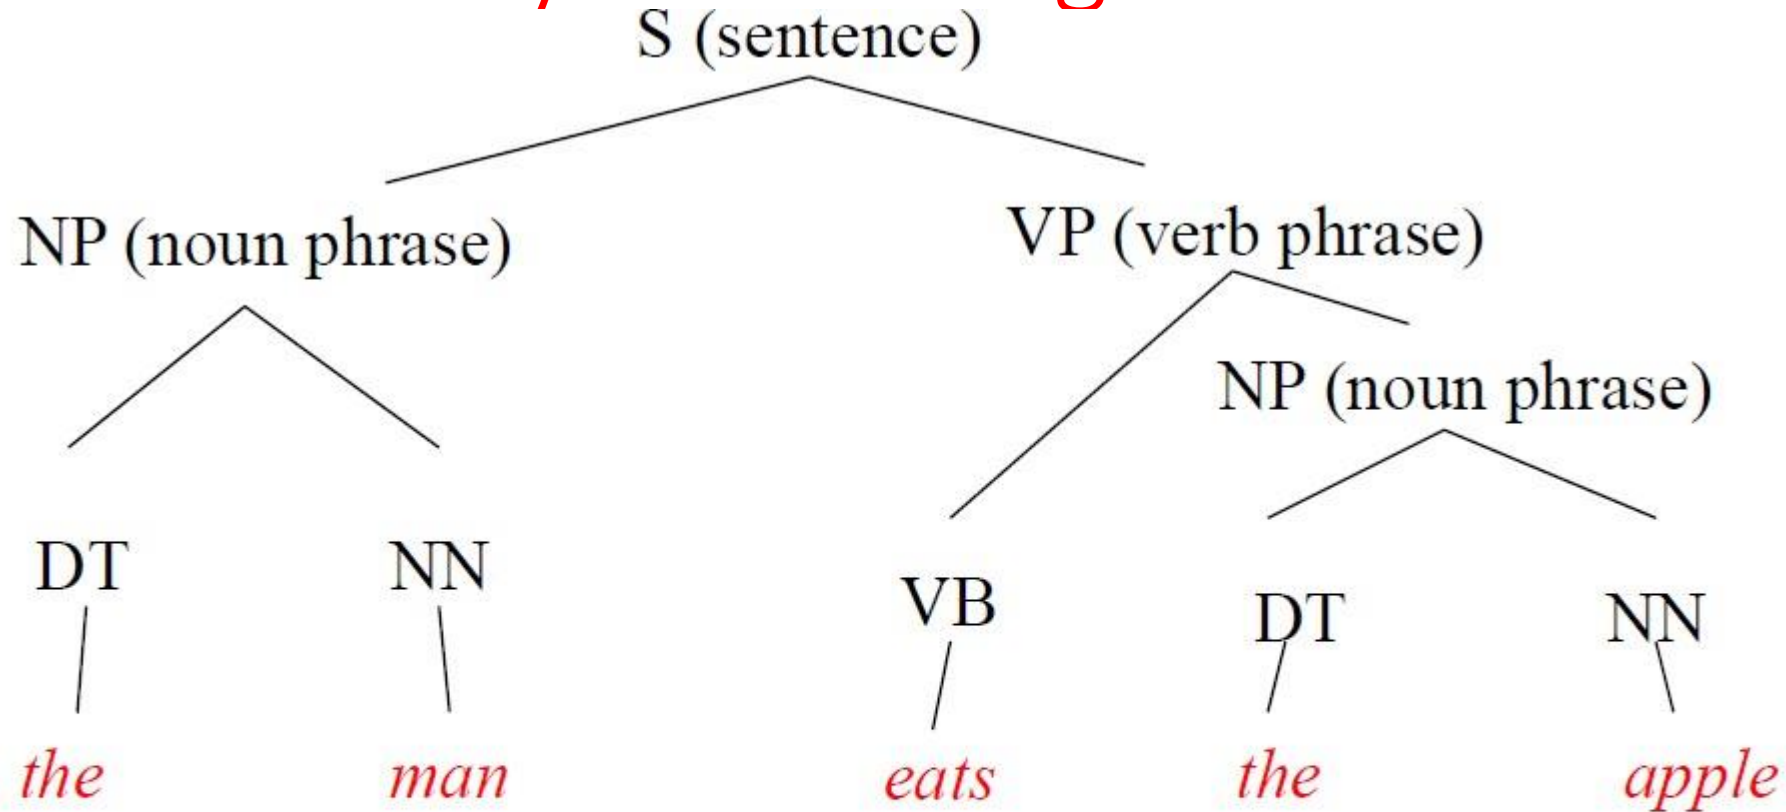 S (sentence)
NP (noun phrase) VP (verb phrase)
NP (noun phrase)
DT NN VB DT NN
the man eats the apple